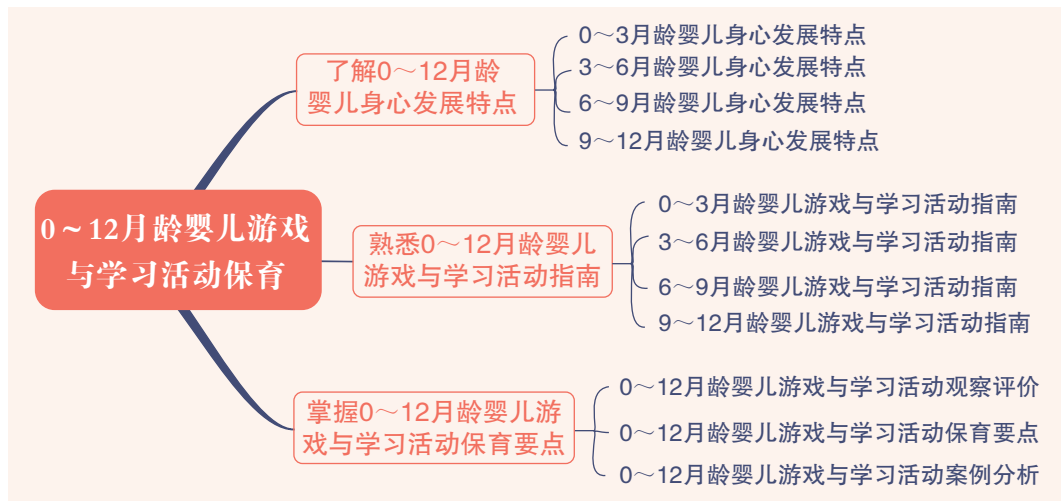 0～12月龄婴儿游戏
与学习活动保育
了解0～12月龄
婴儿身心发展特点
0～3月龄婴儿身心发展特点
3～6月龄婴儿身心发展特点
6～9月龄婴儿身心发展特点
9～12月龄婴儿身心发展特点
熟悉0～12月龄婴儿
游戏与学习活动指南
0～3月龄婴儿游戏与学习活动指南
3～6月龄婴儿游戏与学习活动指南
6～9月龄婴儿游戏与学习活动指南
9～12月龄婴儿游戏与学习活动指南
掌握0～12月龄婴儿游
戏与学习活动保育要点
0～12月龄婴儿游戏与学习活动观察评价
0～12月龄婴儿游戏与学习活动保育要点
0～12月龄婴儿游戏与学习活动案例分析